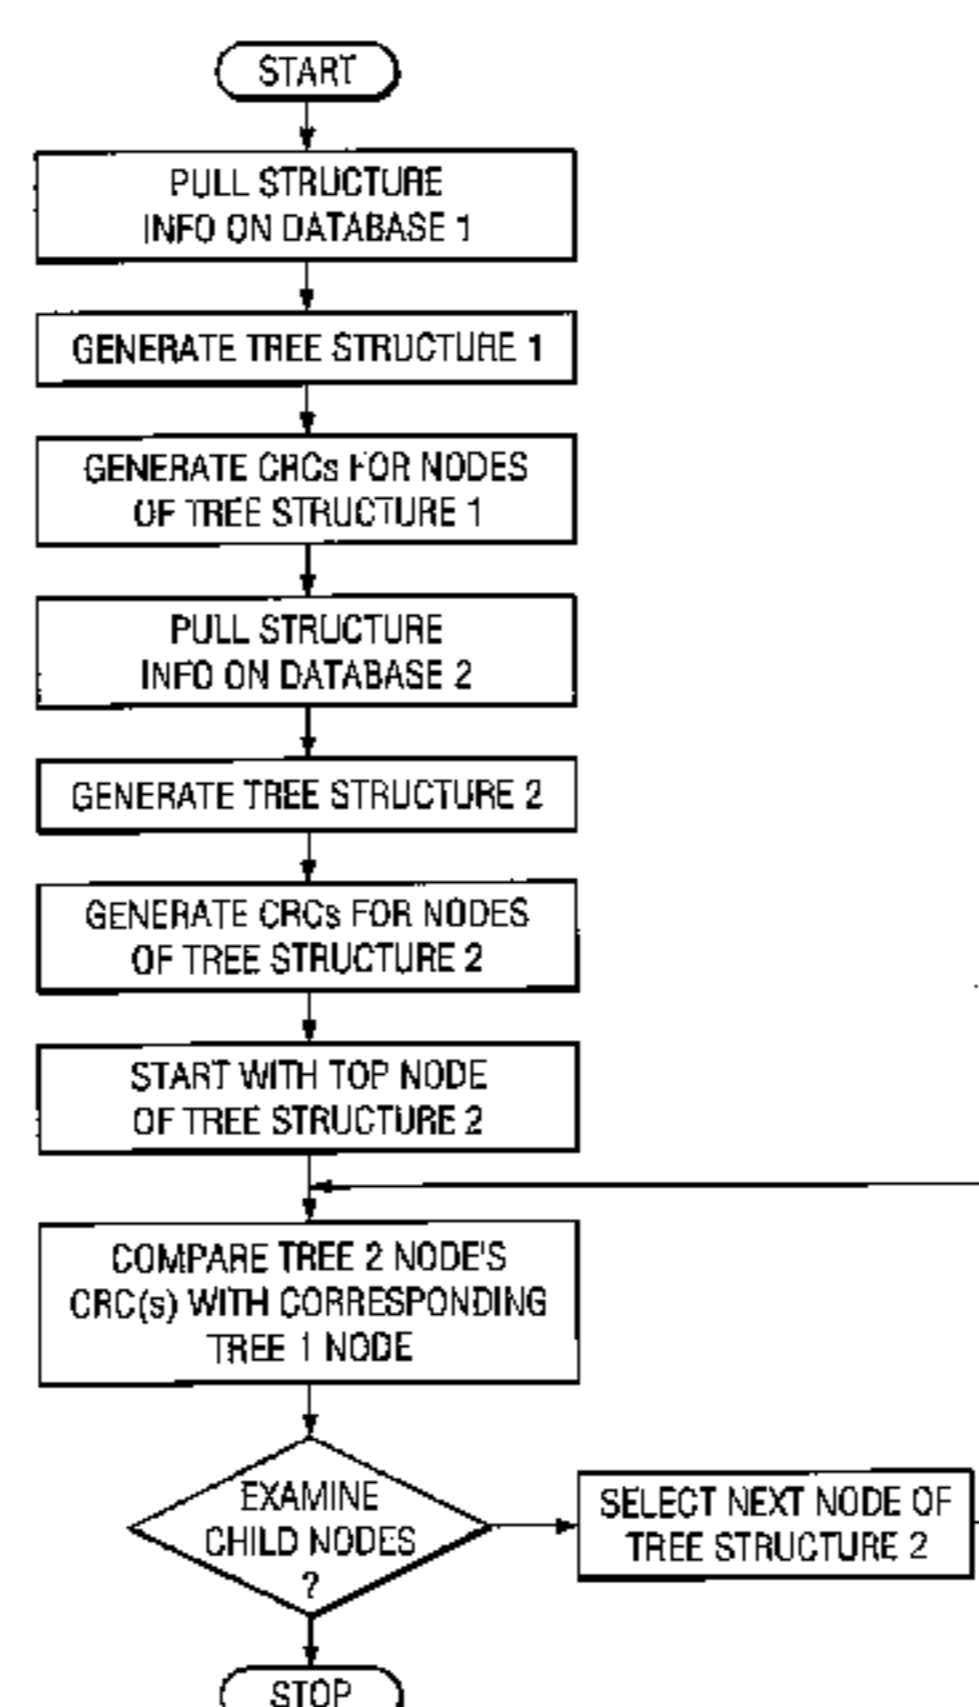 START
PULL STRUCTURE
INFO ON DATABASE 1
GENERATE TREE STRUCTURE 1
GENERATE CRCs FOR NODES
OF TREE STRUCTURE 1
PULL STRUCTURE
INFO ON DATABASE 2
GENERATE TREE STRUCTURE 2
GENERATE CRCs FOR NODES
OF TREE STRUCTURE 2
START WITH TOP NODE
OF TREE STRUCTURE 2
COMPARE TREE 2 NODE'S
CRC(s) WITH CORRESPONDING
TREE 1 NODE
EXAMINE
CHILD NODES
?
SELECT NEXT NODE OF
TREE STRUCTURE 2
STOP